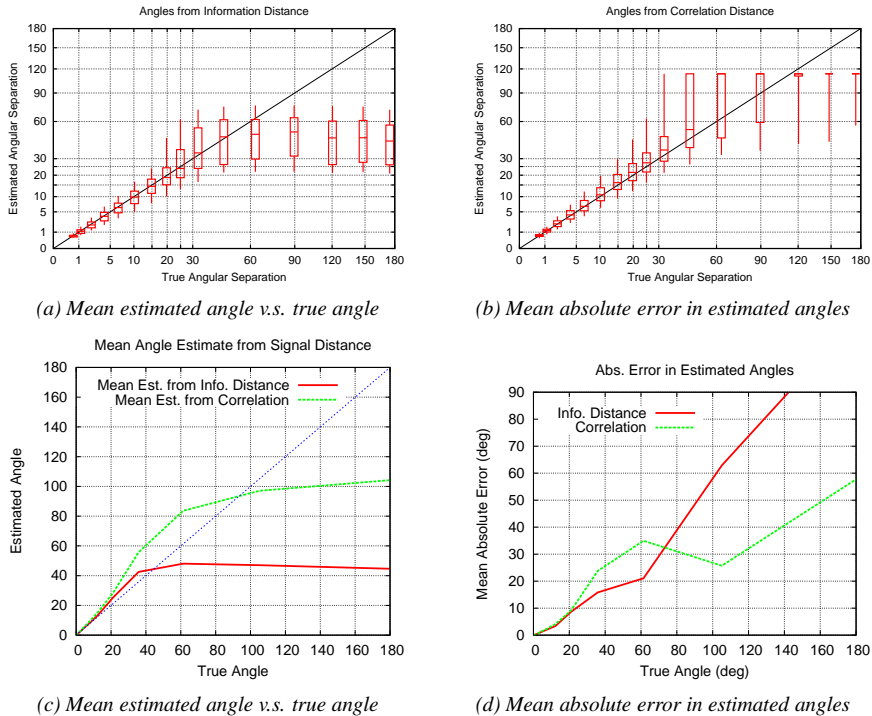 Angles from Information Distance
180
150
120
90
60
30
20
10
5
1
0
Estimated Angular Separation
0 1 5 10 20 30 60 90 120 150 180
True Angular Separation
(a) Mean estimated angle v.s. true angle
Angles from Correlation Distance
180
150
120
90
60
30
20
10
5
1
0
Estimated Angular Separation
0 1 5 10 20 30 60 90 120 150 180
True Angular Separation
(b) Mean absolute error in estimated angles
Mean Angle Estimate from Signal Distance
180
160
140
120
100
80
60
40
20
0
Estimated Angle
Mean Est. from Info. Distance
Mean Est. from Correlation
0 20 40 60 80 100 120 140 160 180
True Angle
(c) Mean estimated angle v.s. true angle
Abs. Error in Estimated Angles
90
80
70
60
50
40
30
20
10
0
Mean Absolute Error (deg)
Info. Distance
Correlation
0 20 40 60 80 100 120 140 160 180
True Angle (deg)
(d) Mean absolute error in estimated angles